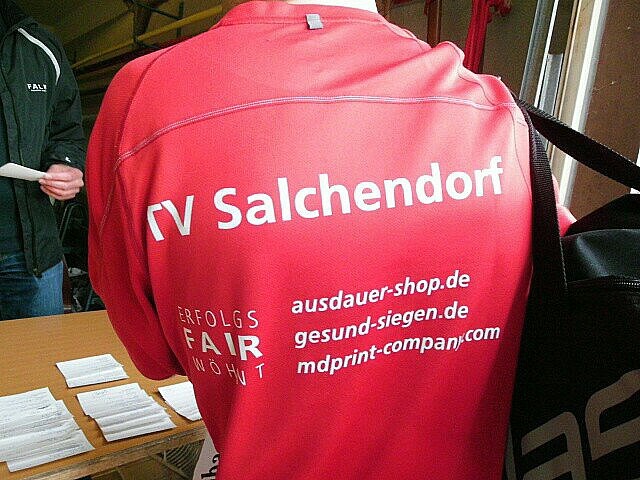 TV Salchendorf
ausdauer-shop.de
gesund-siegen.de
mdprint-company.com
ERFOLGS
FAIR
WÖHNT